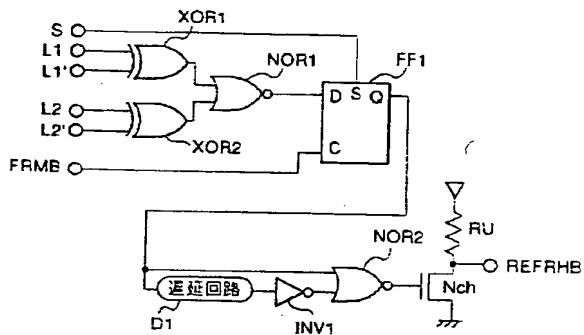 XOR1
S
L1
L1'
NOR1
FF1
D S Q
L2
L2'
C
XOR2
FRMB
RU
NOR2
REFRHB
Nch
遅延回路
D1
INV1